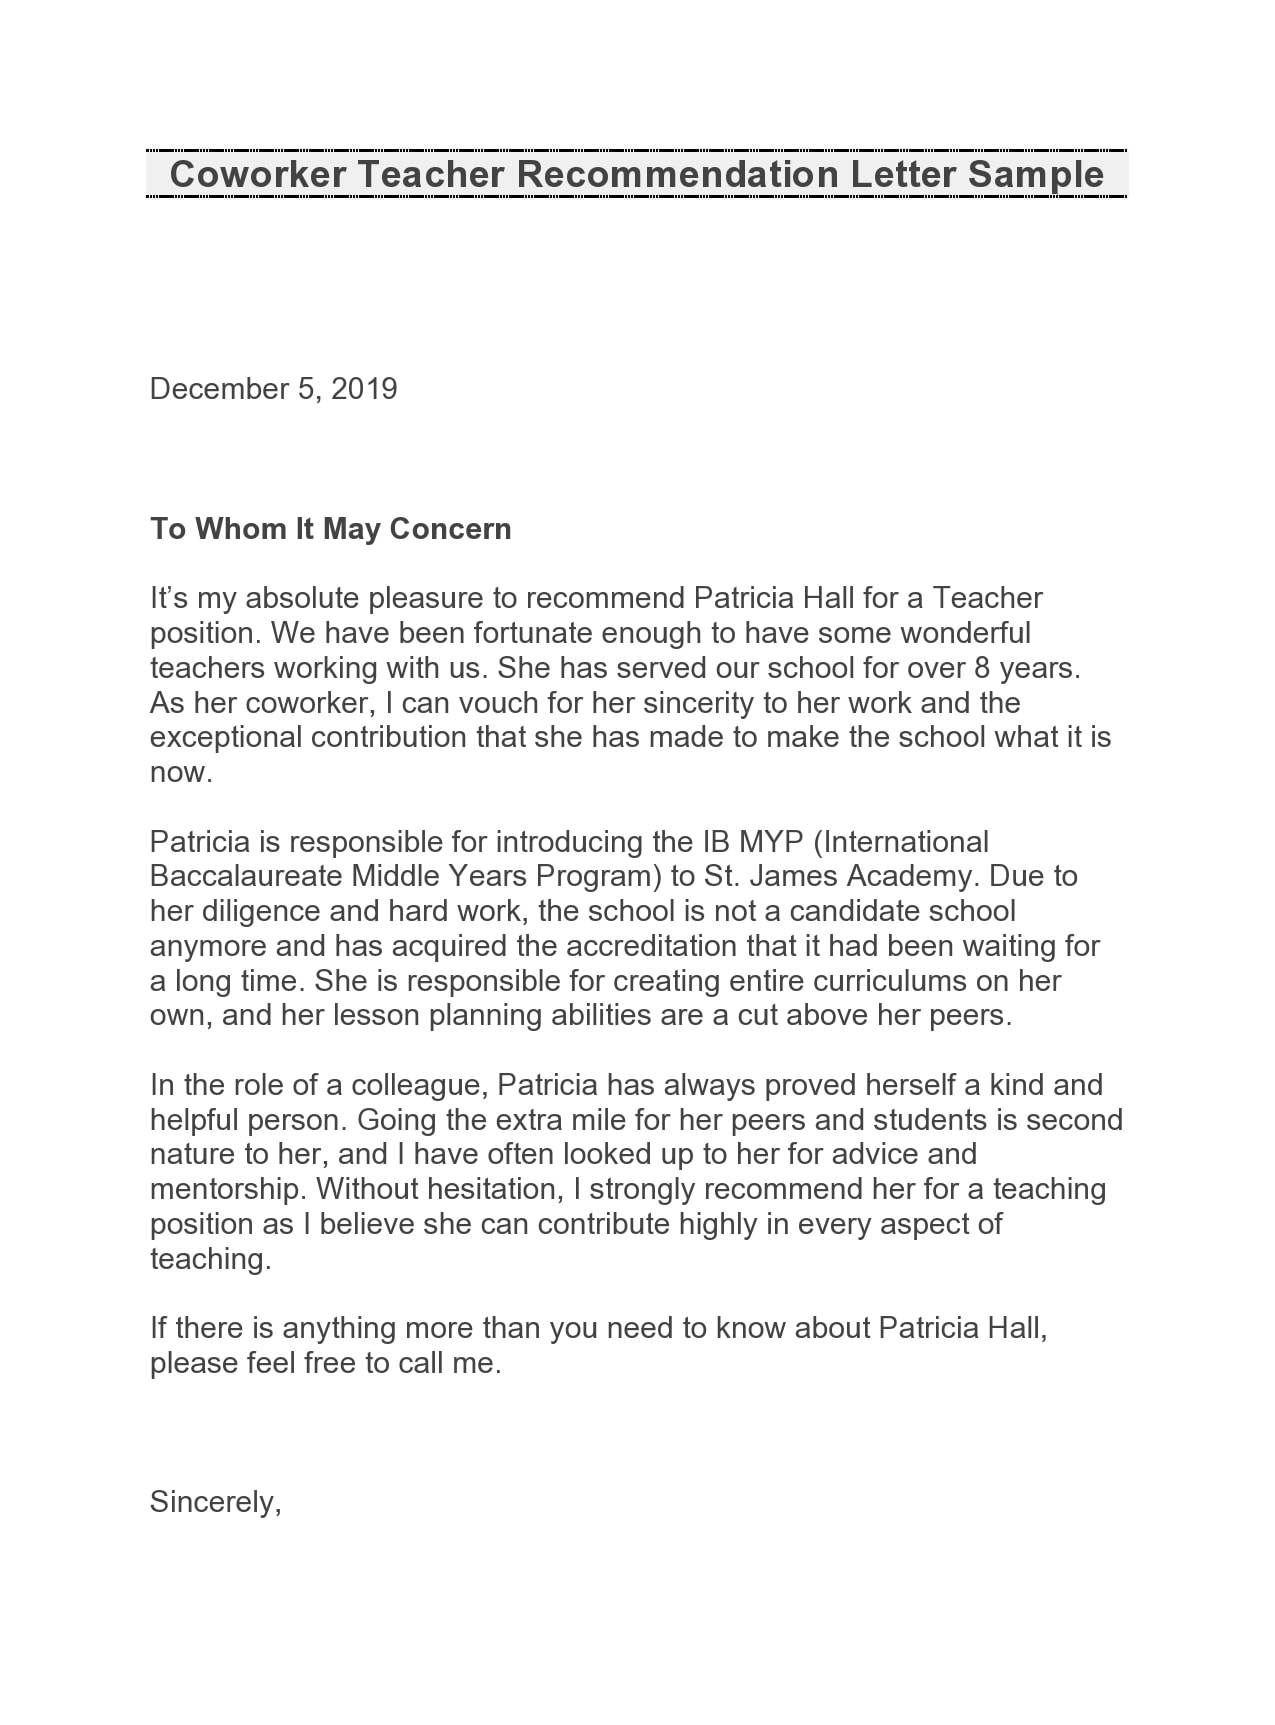 Coworker Teacher Recommendation Letter Sample
December 5, 2019
To Whom It May Concern
It’s my absolute pleasure to recommend Patricia Hall for a Teacher
position. We have been fortunate enough to have some wonderful
teachers working with us. She has served our school for over 8 years.
As her coworker, I can vouch for her sincerity to her work and the
exceptional contribution that she has made to make the school what it is
now.
Patricia is responsible for introducing the IB MYP (International
Baccalaureate Middle Years Program) to St. James Academy. Due to
her diligence and hard work, the school is not a candidate school
anymore and has acquired the accreditation that it had been waiting for
a long time. She is responsible for creating entire curriculums on her
own, and her lesson planning abilities are a cut above her peers.
In the role of a colleague, Patricia has always proved herself a kind and
helpful person. Going the extra mile for her peers and students is second
nature to her, and I have often looked up to her for advice and
mentorship. Without hesitation, I strongly recommend her for a teaching
position as I believe she can contribute highly in every aspect of
teaching.
If there is anything more than you need to know about Patricia Hall,
please feel free to call me.
Sincerely,